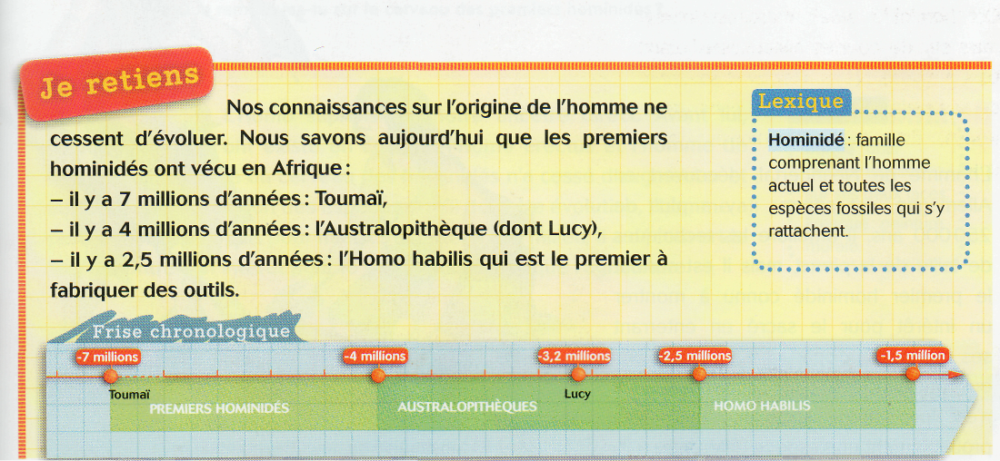 Je retiens
Nos connaissances sur l'origine de l'homme ne
cessent d'évoluer. Nous savons aujourd'hui que les premiers
hominidés ont vécu en Afrique :
– il y a 7 millions d'années : Toumaï,
– il y a 4 millions d'années : l'Australopithèque (dont Lucy),
– il y a 2,5 millions d'années : l'Homo habilis qui est le premier à
fabriquer des outils.
Lexique
Hominidé : famille
comprenant l'homme
actuel et toutes les
espèces fossiles qui s'y
rattachent.
Frise chronologique
-7 millions -4 millions -3,2 millions -2,5 millions -1,5 million
Toumaï Lucy
PREMIERS HOMINIDÉS AUSTRALOPITHÈQUES HOMO HABILIS